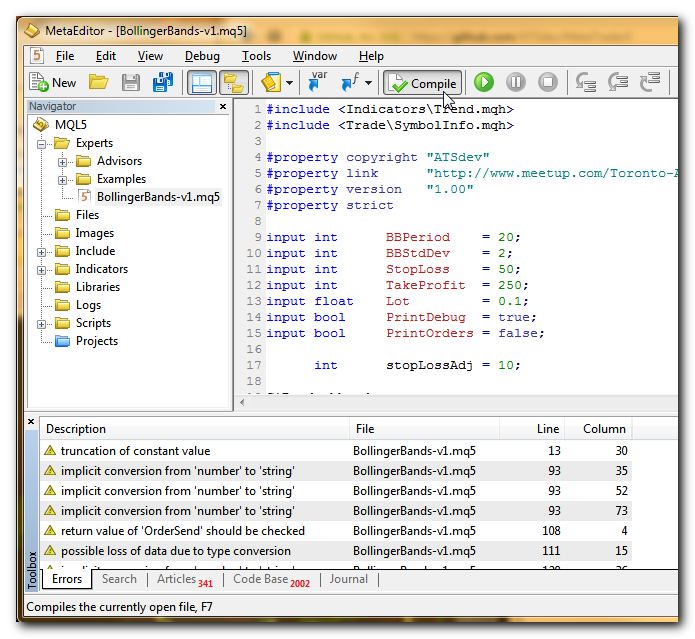 MetaEditor - [BollingerBands-v1.mq5]
File Edit View Debug Tools Window Help
New var f Compile
Navigator
MQL5
Experts
Advisors
Examples
BollingerBands-v1.mq5
Files
Images
Include
Indicators
Libraries
Logs
Scripts
Projects
1 #include <Indicators\Trend.mqh>
2 #include <Trade\SymbolInfo.mqh>
3
4 #property copyright "ATSdev"
5 #property link "http://www.meetup.com/Toronto-A
6 #property version "1.00"
7 #property strict
8
9 input int BBPeriod = 20;
10 input int BBStdDev = 2;
11 input int StopLoss = 50;
12 input int TakeProfit = 250;
13 input float Lot = 0.1;
14 input bool PrintDebug = true;
15 input bool PrintOrders = false;
16
17 int stopLossAdj = 10;
18
Description File Line Column
truncation of constant value BollingerBands-v1.mq5 13 30
implicit conversion from 'number' to 'string' BollingerBands-v1.mq5 93 35
implicit conversion from 'number' to 'string' BollingerBands-v1.mq5 93 52
implicit conversion from 'number' to 'string' BollingerBands-v1.mq5 93 73
return value of 'OrderSend' should be checked BollingerBands-v1.mq5 108 4
possible loss of data due to type conversion BollingerBands-v1.mq5 111 15
Toolbox
Errors Search Articles 341 Code Base 2002 Journal
Compiles the currently open file, F7